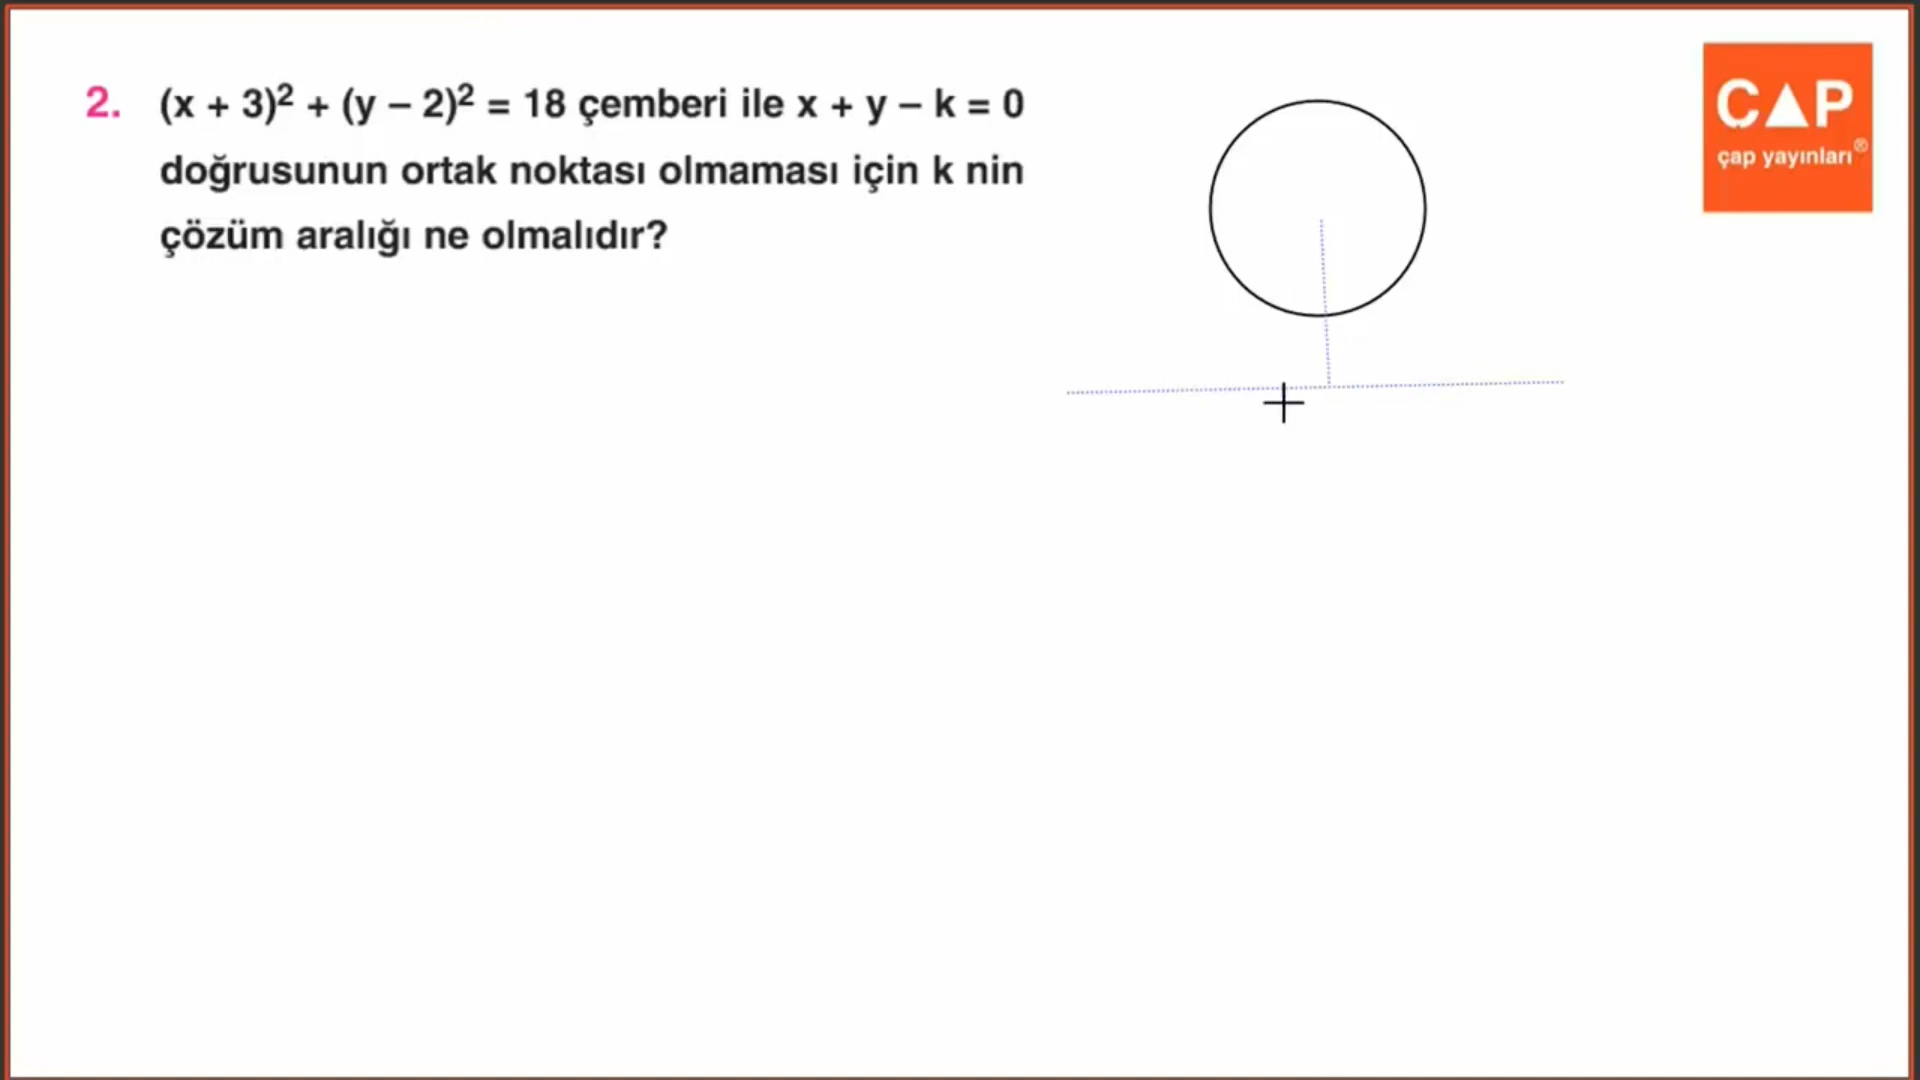 2. (x + 3)² + (y – 2)² = 18 çemberi ile x + y – k = 0
doğrusunun ortak noktası olmaması için k nin
çözüm aralığı ne olmalıdır?
ÇAP
çap yayınları®